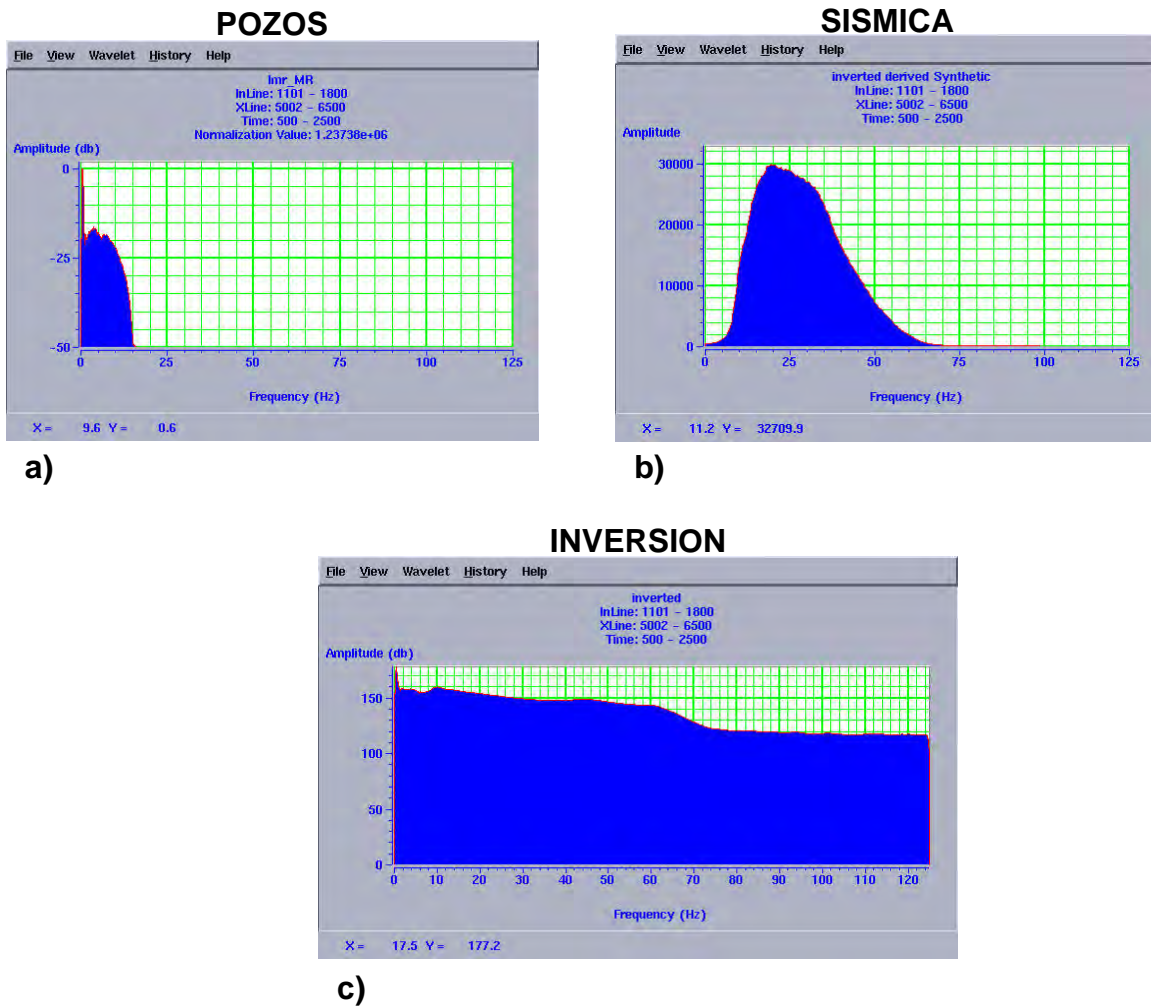 POZOS
File View Wavelet History Help
lmr_MR
InLine: 1101 - 1800
XLine: 5002 - 6500
Time: 500 - 2500
Normalization Value: 1.23738e+06
Amplitude (db)
0
-25
-50
0 25 50 75 100 125
Frequency (Hz)
X = 9.6 Y = 0.6
a)
SISMICA
File View Wavelet History Help
inverted derived Synthetic
InLine: 1101 - 1800
XLine: 5002 - 6500
Time: 500 - 2500
Amplitude
30000
20000
10000
0
0 25 50 75 100 125
Frequency (Hz)
X = 11.2 Y = 32709.9
b)
INVERSION
File View Wavelet History Help
inverted
InLine: 1101 - 1800
XLine: 5002 - 6500
Time: 500 - 2500
Amplitude (db)
150
100
50
0
0 10 20 30 40 50 60 70 80 90 100 110 120
Frequency (Hz)
X = 17.5 Y = 177.2
c)